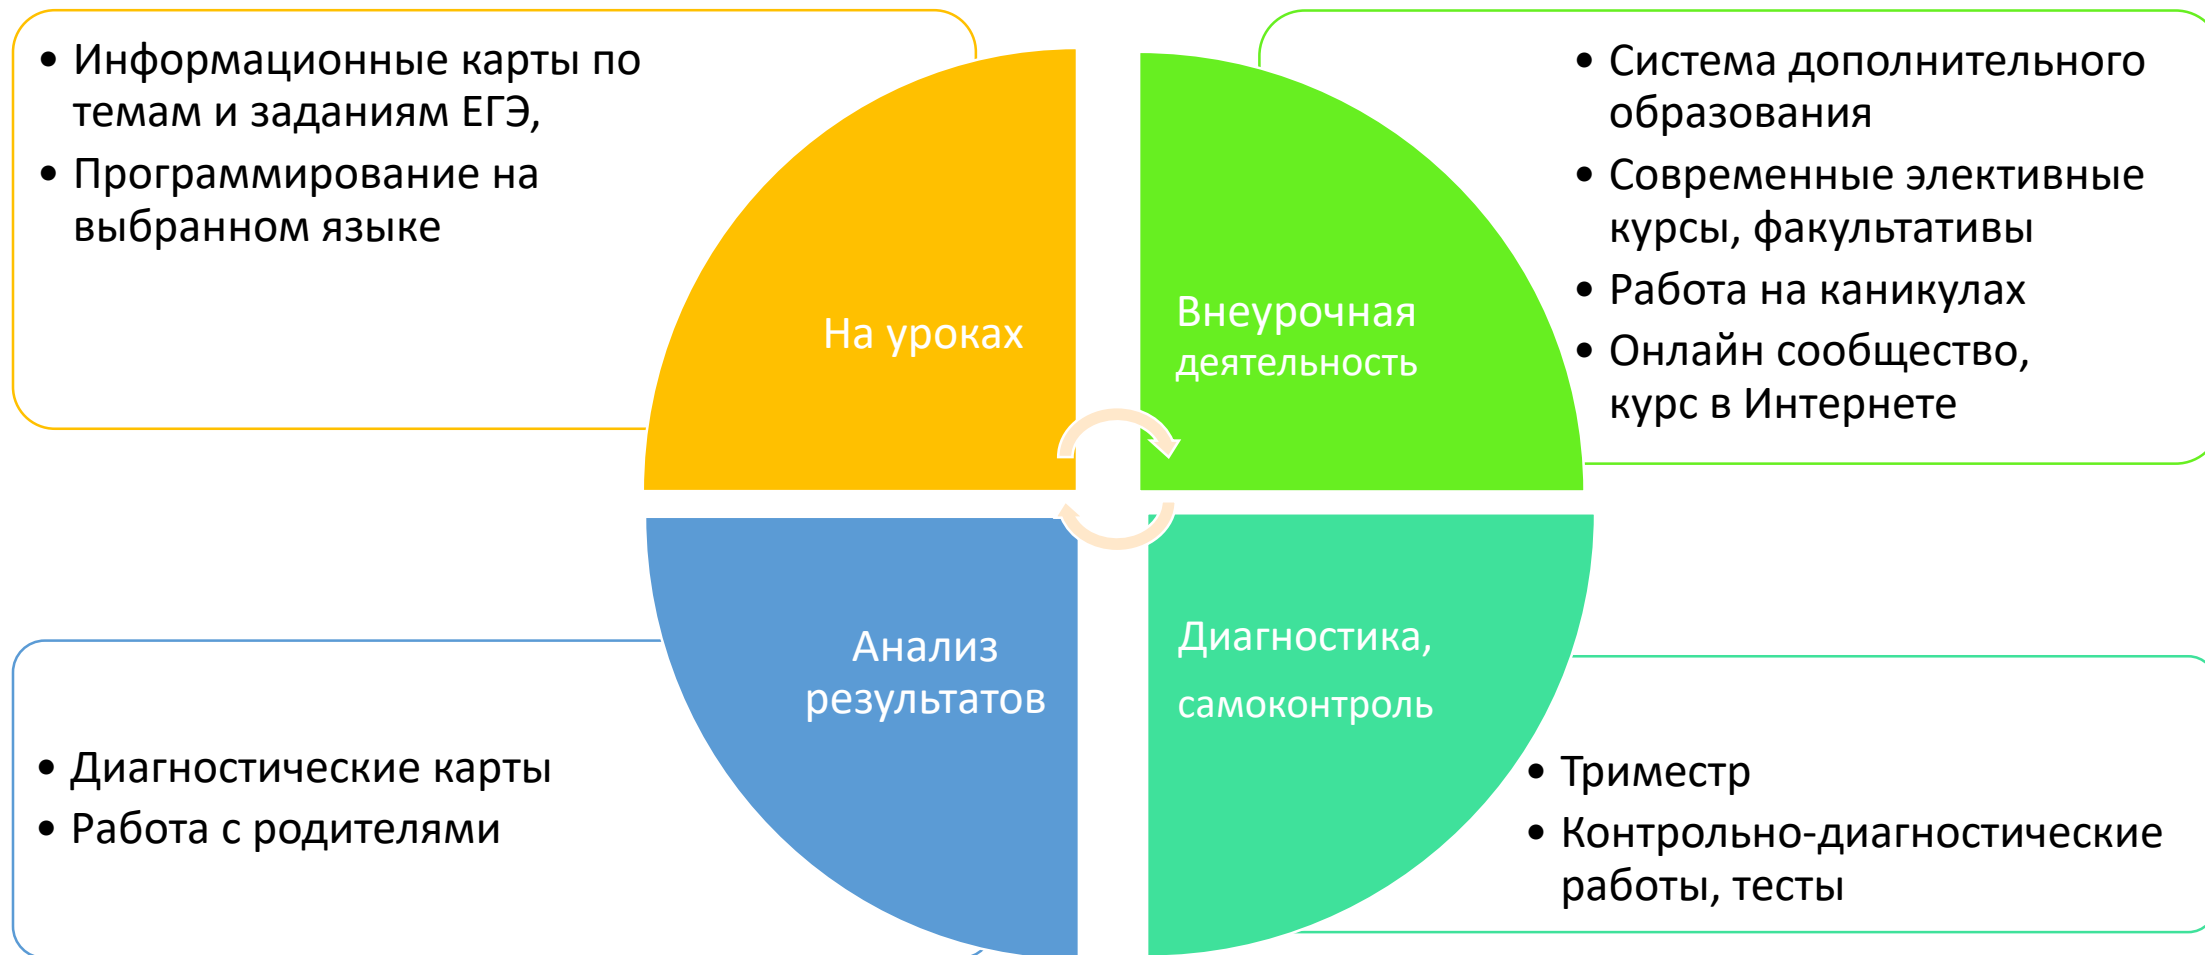 • Информационные карты по
темам и заданиям ЕГЭ,
• Программирование на
выбранном языке
На уроках
Внеурочная
деятельность
• Система дополнительного
образования
• Современные элективные
курсы, факультативы
• Работа на каникулах
• Онлайн сообщество,
курс в Интернете
• Диагностические карты
• Работа с родителями
Анализ
результатов
Диагностика,
самоконтроль
• Триместр
• Контрольно-диагностические
работы, тесты